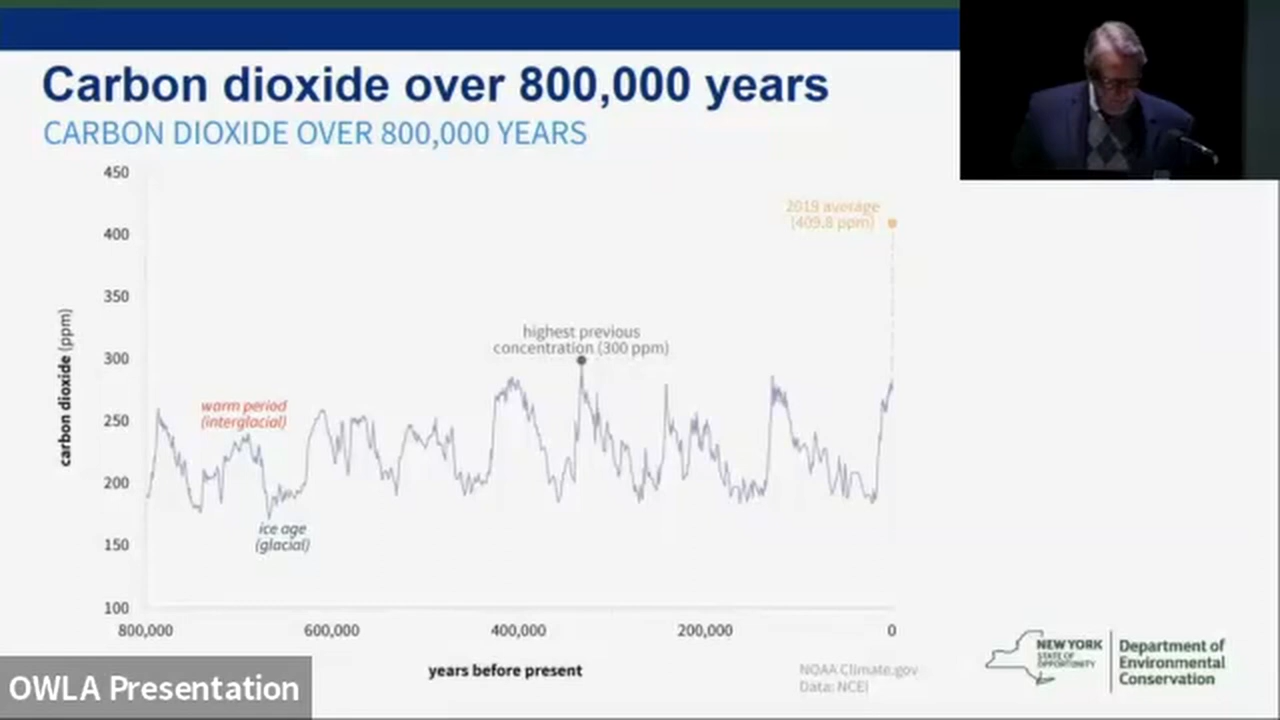 Carbon dioxide over 800,000 years
CARBON DIOXIDE OVER 800,000 YEARS
450
400
350
300
250
200
150
100
carbon dioxide (ppm)
2019 average
(409.8 ppm)
highest previous
concentration (300 ppm)
warm period
(interglacial)
ice age
(glacial)
800,000
600,000
400,000
200,000
0
years before present
NOAA Climate.gov
Data: NCEI
NEW YORK
STATE OF
OPPORTUNITY
Department of
Environmental
Conservation
OWLA Presentation